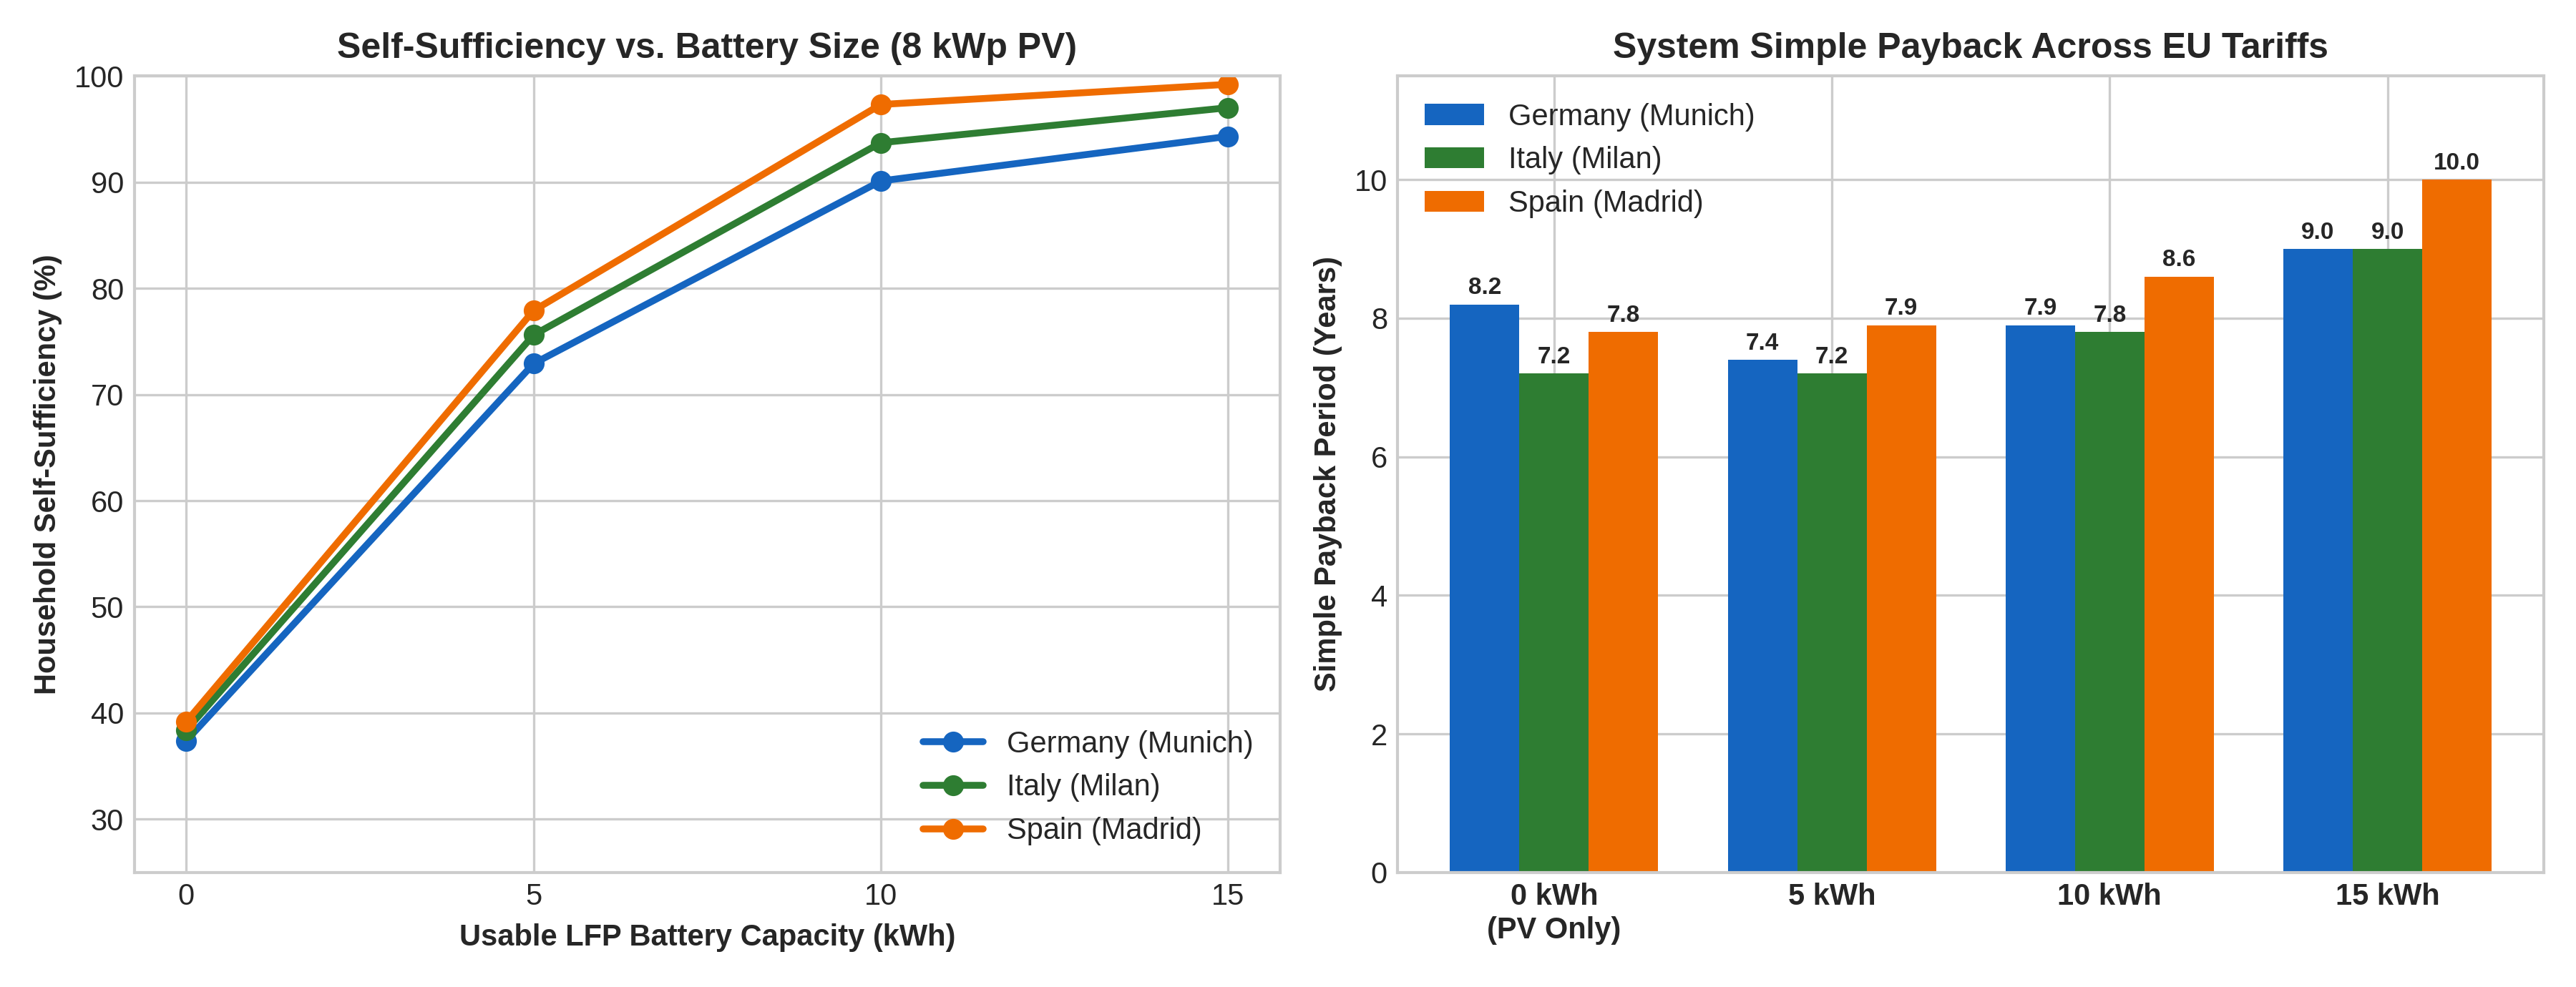 Self-Sufficiency vs. Battery Size (8 kWp PV)
Household Self-Sufficiency (%)
100
90
80
70
60
50
40
30
0
5
10
15
Usable LFP Battery Capacity (kWh)
Germany (Munich)
Italy (Milan)
Spain (Madrid)
System Simple Payback Across EU Tariffs
Simple Payback Period (Years)
10
8
6
4
2
0
Germany (Munich)
Italy (Milan)
Spain (Madrid)
8.2
7.2
7.8
7.4
7.2
7.9
7.9
7.8
8.6
9.0
9.0
10.0
0 kWh
(PV Only)
5 kWh
10 kWh
15 kWh